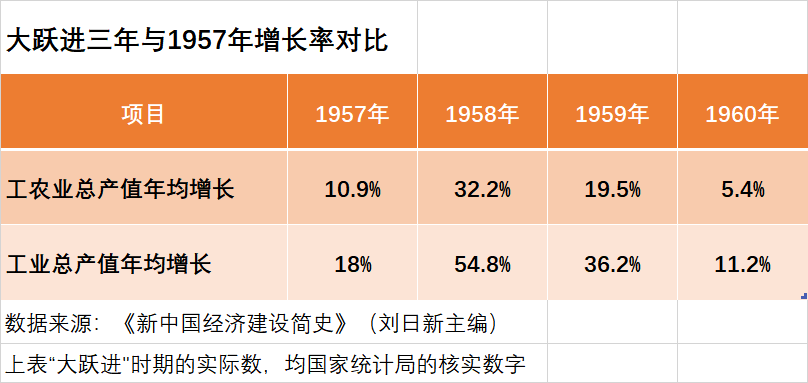 大跃进三年与1957年增长率对比
项目 1957年 1958年 1959年 1960年
工农业总产值年均增长 10.9% 32.2% 19.5% 5.4%
工业总产值年均增长 18% 54.8% 36.2% 11.2%
数据来源：《新中国经济建设简史》（刘日新主编）
上表“大跃进"时期的实际数，均国家统计局的核实数字